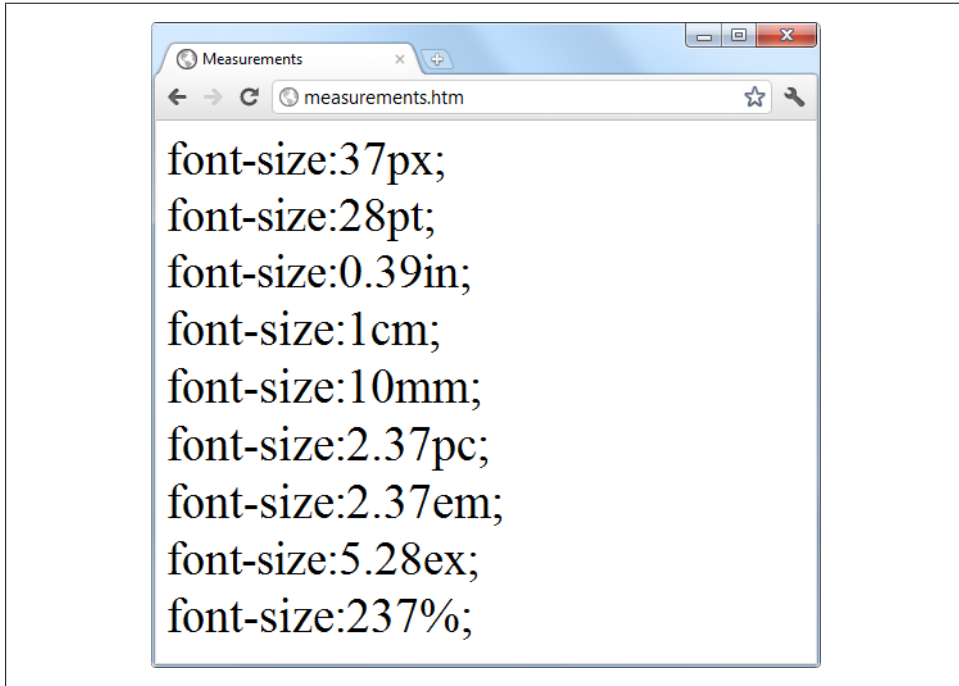 Measurements
measurements.htm
font-size:37px;
font-size:28pt;
font-size:0.39in;
font-size:1cm;
font-size:10mm;
font-size:2.37pc;
font-size:2.37em;
font-size:5.28ex;
font-size:237%;